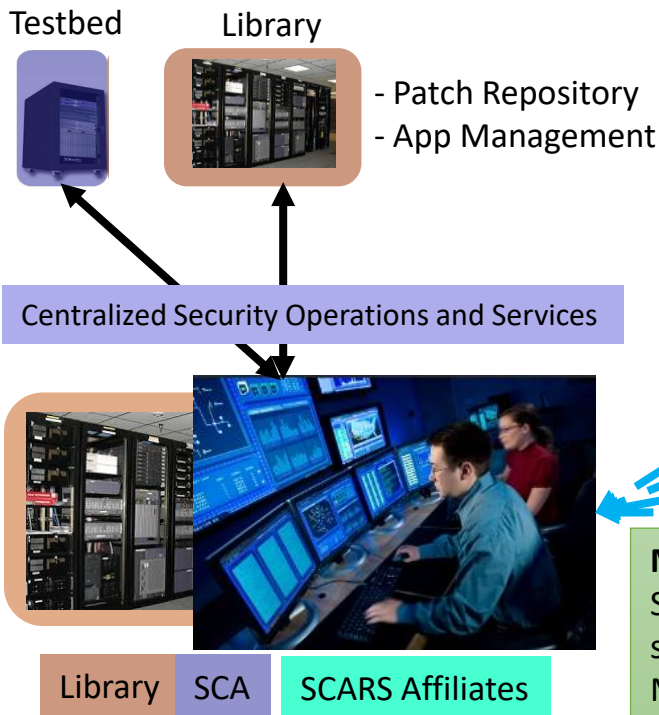 Testbed
Library
- Patch Repository
- App Management
Centralized Security Operations and Services
Library
SCA
SCARS Affiliates